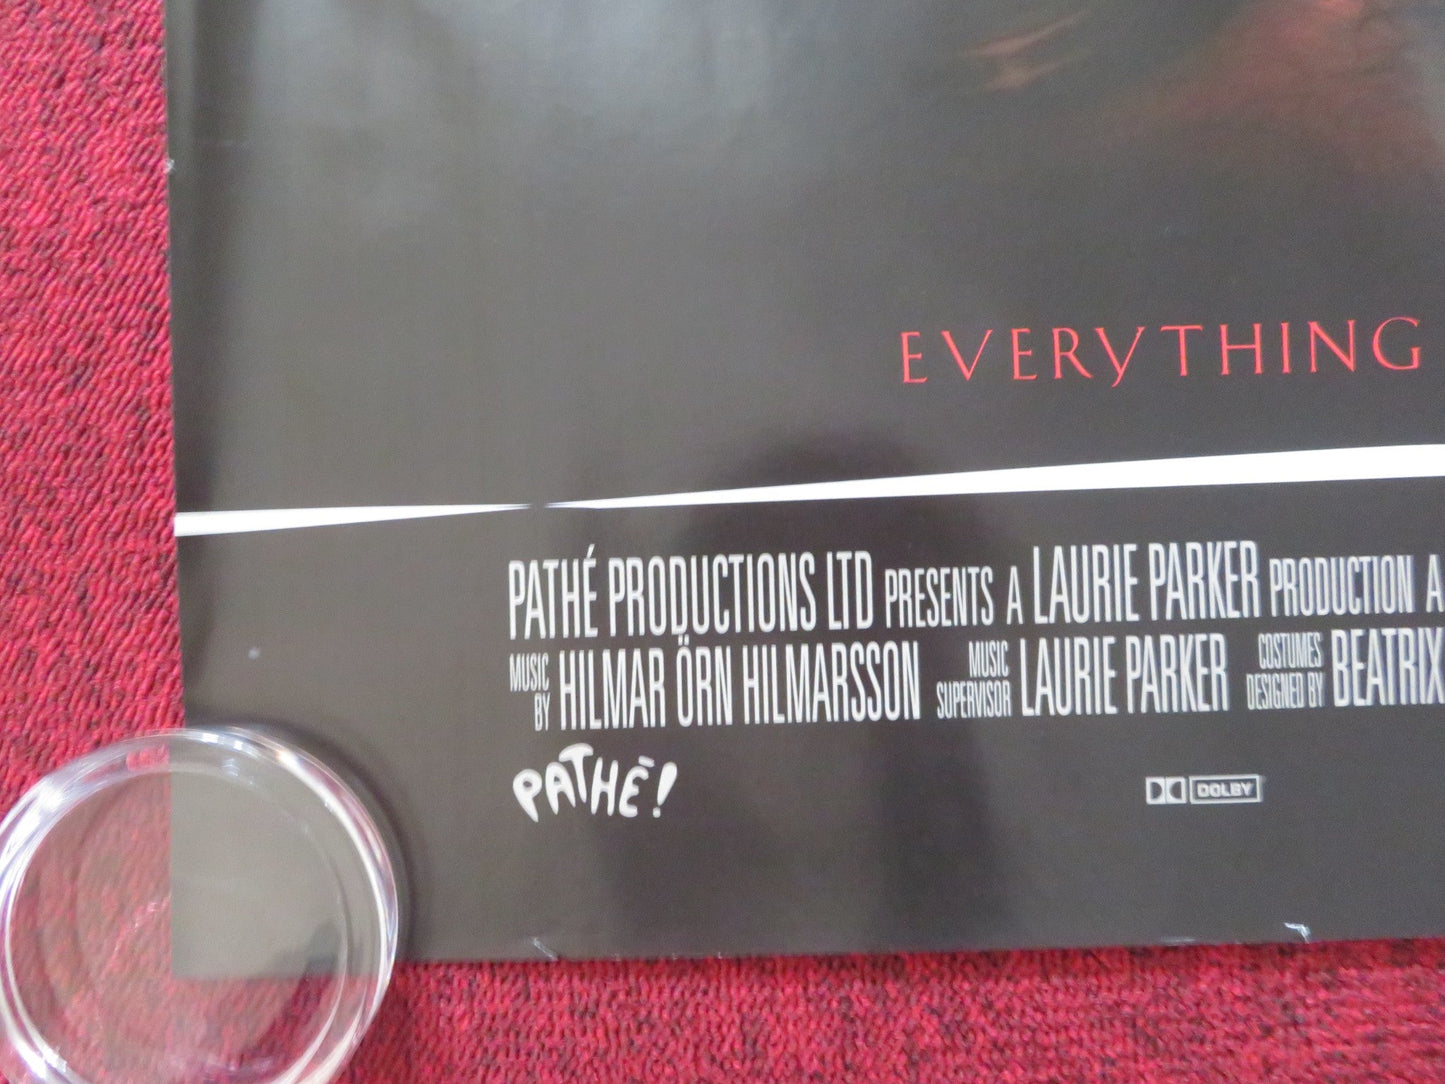 EVERYTHING
PATHÉ PRODUCTIONS LTD PRESENTS A LAURIE PARKER PRODUCTION A
MUSIC BY HILMAR ÖRN HILMARSSON MUSIC SUPERVISOR LAURIE PARKER COSTUMES DESIGNED BY BEATRIX
PATHÉ! DOLBY